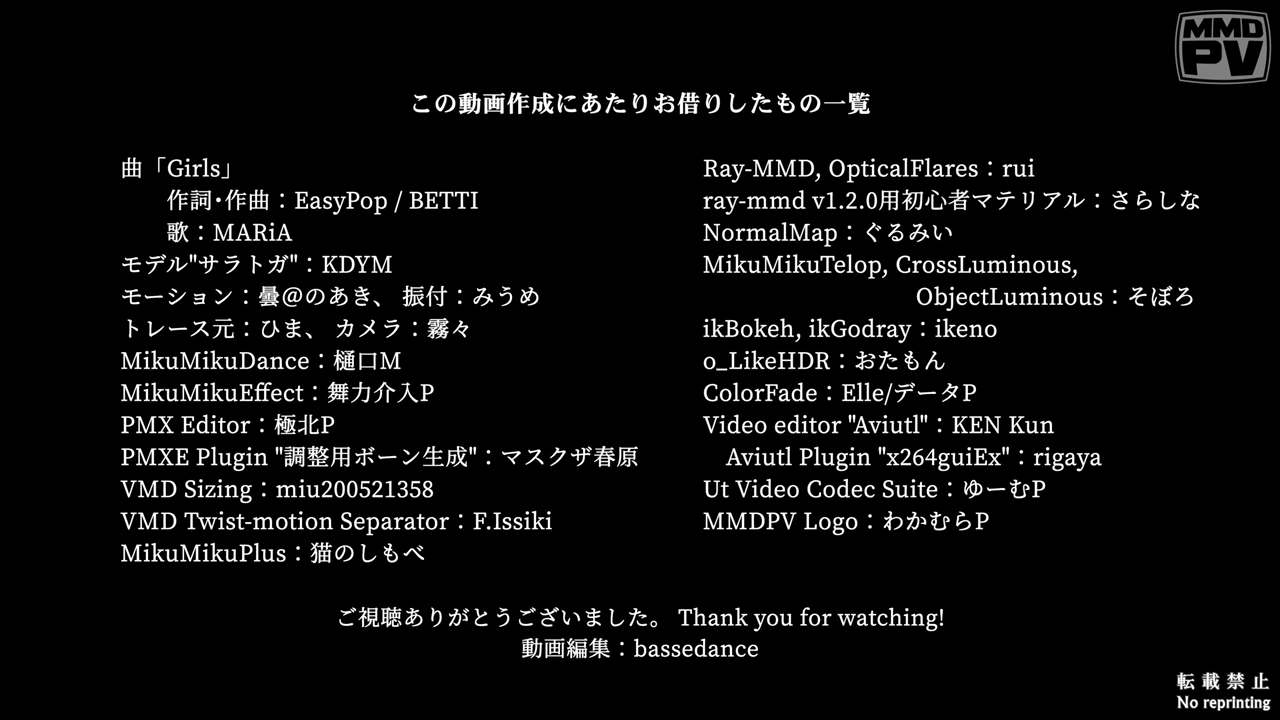 MMD
PV
この動画作成にあたりお借りしたもの一覧
曲「Girls」
作詞・作曲：EasyPop / BETTI
歌：MARiA
モデル"サラトガ"：KDYM
モーション：曇@のあき、 振付：みうめ
トレース元：ひま、 カメラ：霧々
MikuMikuDance：樋口M
MikuMikuEffect：舞力介入P
PMX Editor：極北P
PMXE Plugin "調整用ボーン生成"：マスクザ春原
VMD Sizing：miu200521358
VMD Twist-motion Separator：F.Issiki
MikuMikuPlus：猫のしもべ
Ray-MMD, OpticalFlares：rui
ray-mmd v1.2.0用初心者マテリアル：さらしな
NormalMap：ぐるみぃ
MikuMikuTelop, CrossLuminous,
ObjectLuminous：そぼろ
ikBokeh, ikGodray：ikeno
o_LikeHDR：おたもん
ColorFade：Elle/データP
Video editor "Aviutl"：KEN Kun
Aviutl Plugin "x264guiEx"：rigaya
Ut Video Codec Suite：ゆーむP
MMDPV Logo：わかむらP
ご視聴ありがとうございました。 Thank you for watching!
動画編集：bassedance
転載禁止
No reprinting